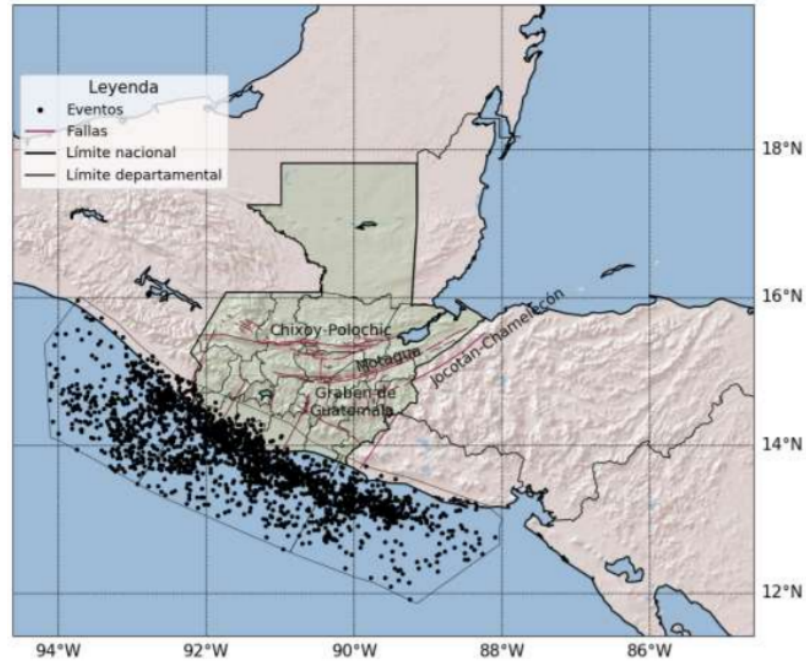 Leyenda
Eventos
Fallas
Límite nacional
Límite departamental
18°N
16°N
Chixoy-Polochic
Motagua
Jocotán-Chamelecón
Graben de
Guatemala
14°N
12°N
94°W
92°W
90°W
88°W
86°W